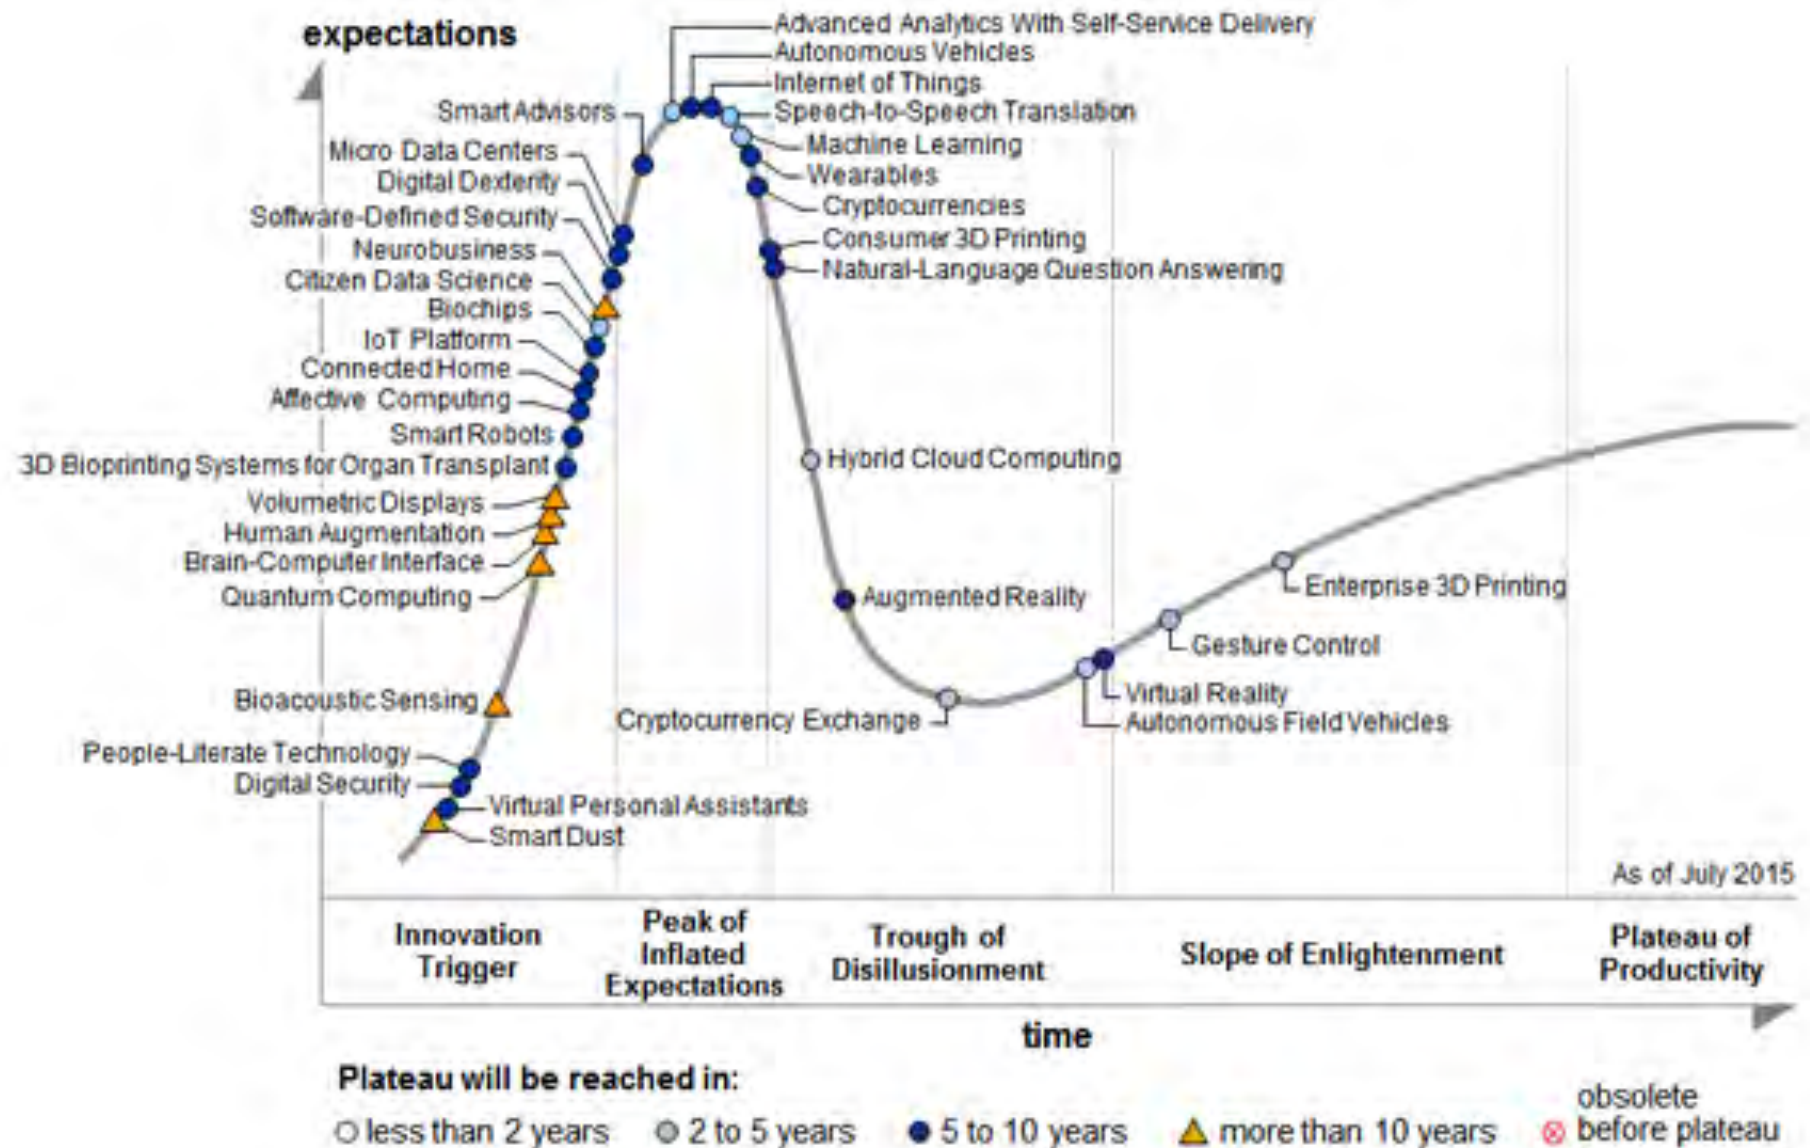 expectations
Advanced Analytics With Self-Service Delivery
Autonomous Vehicles
Internet of Things
Speech-to-Speech Translation
Machine Learning
Wearables
Cryptocurrencies
Consumer 3D Printing
Natural-Language Question Answering
Smart Advisors
Micro Data Centers
Digital Dexterity
Software-Defined Security
Neurobusiness
Citizen Data Science
Biochips
IoT Platform
Connected Home
Affective Computing
Smart Robots
3D Bioprinting Systems for Organ Transplant
Volumetric Displays
Human Augmentation
Brain-Computer Interface
Quantum Computing
Bioacoustic Sensing
People-Literate Technology
Digital Security
Virtual Personal Assistants
Smart Dust
Hybrid Cloud Computing
Augmented Reality
Cryptocurrency Exchange
Enterprise 3D Printing
Gesture Control
Virtual Reality
Autonomous Field Vehicles
As of July 2015
Innovation
Trigger
Peak of
Inflated
Expectations
Trough of
Disillusionment
Slope of Enlightenment
Plateau of
Productivity
time
Plateau will be reached in:
less than 2 years
2 to 5 years
5 to 10 years
more than 10 years
obsolete
before plateau